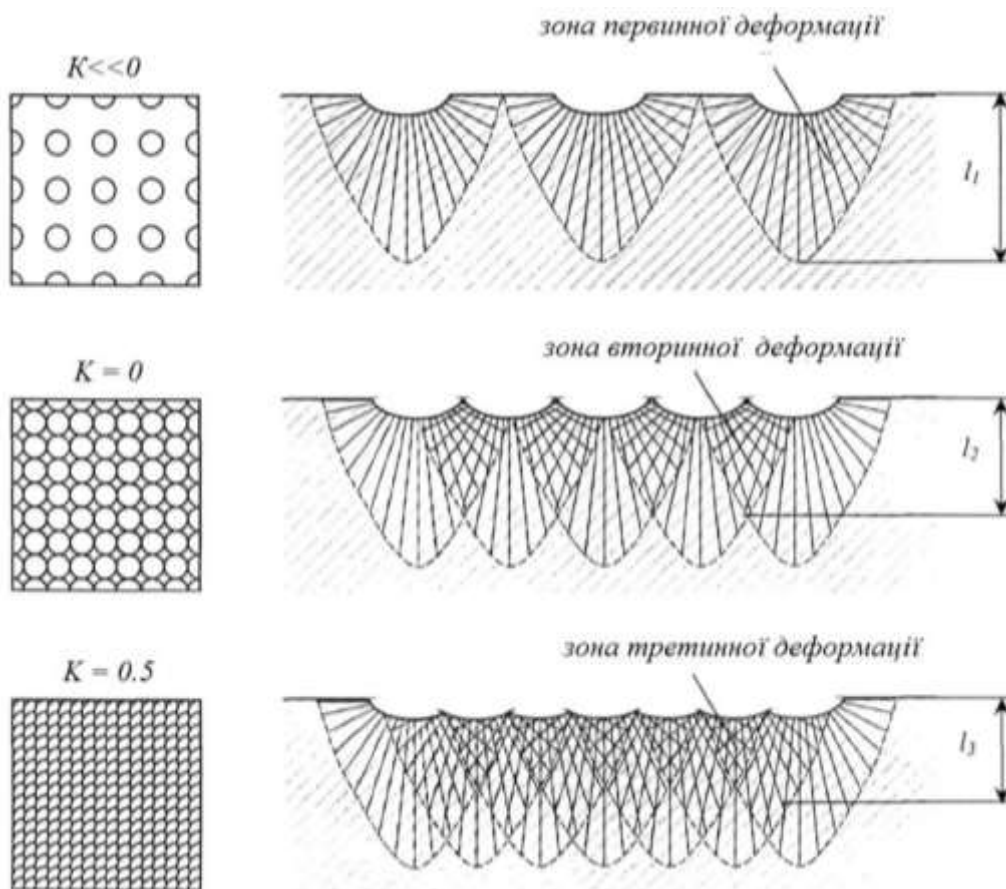 зона первинної деформації
K<<0
l1
зона вторинної деформації
K = 0
l2
зона третинної деформації
K = 0.5
l3